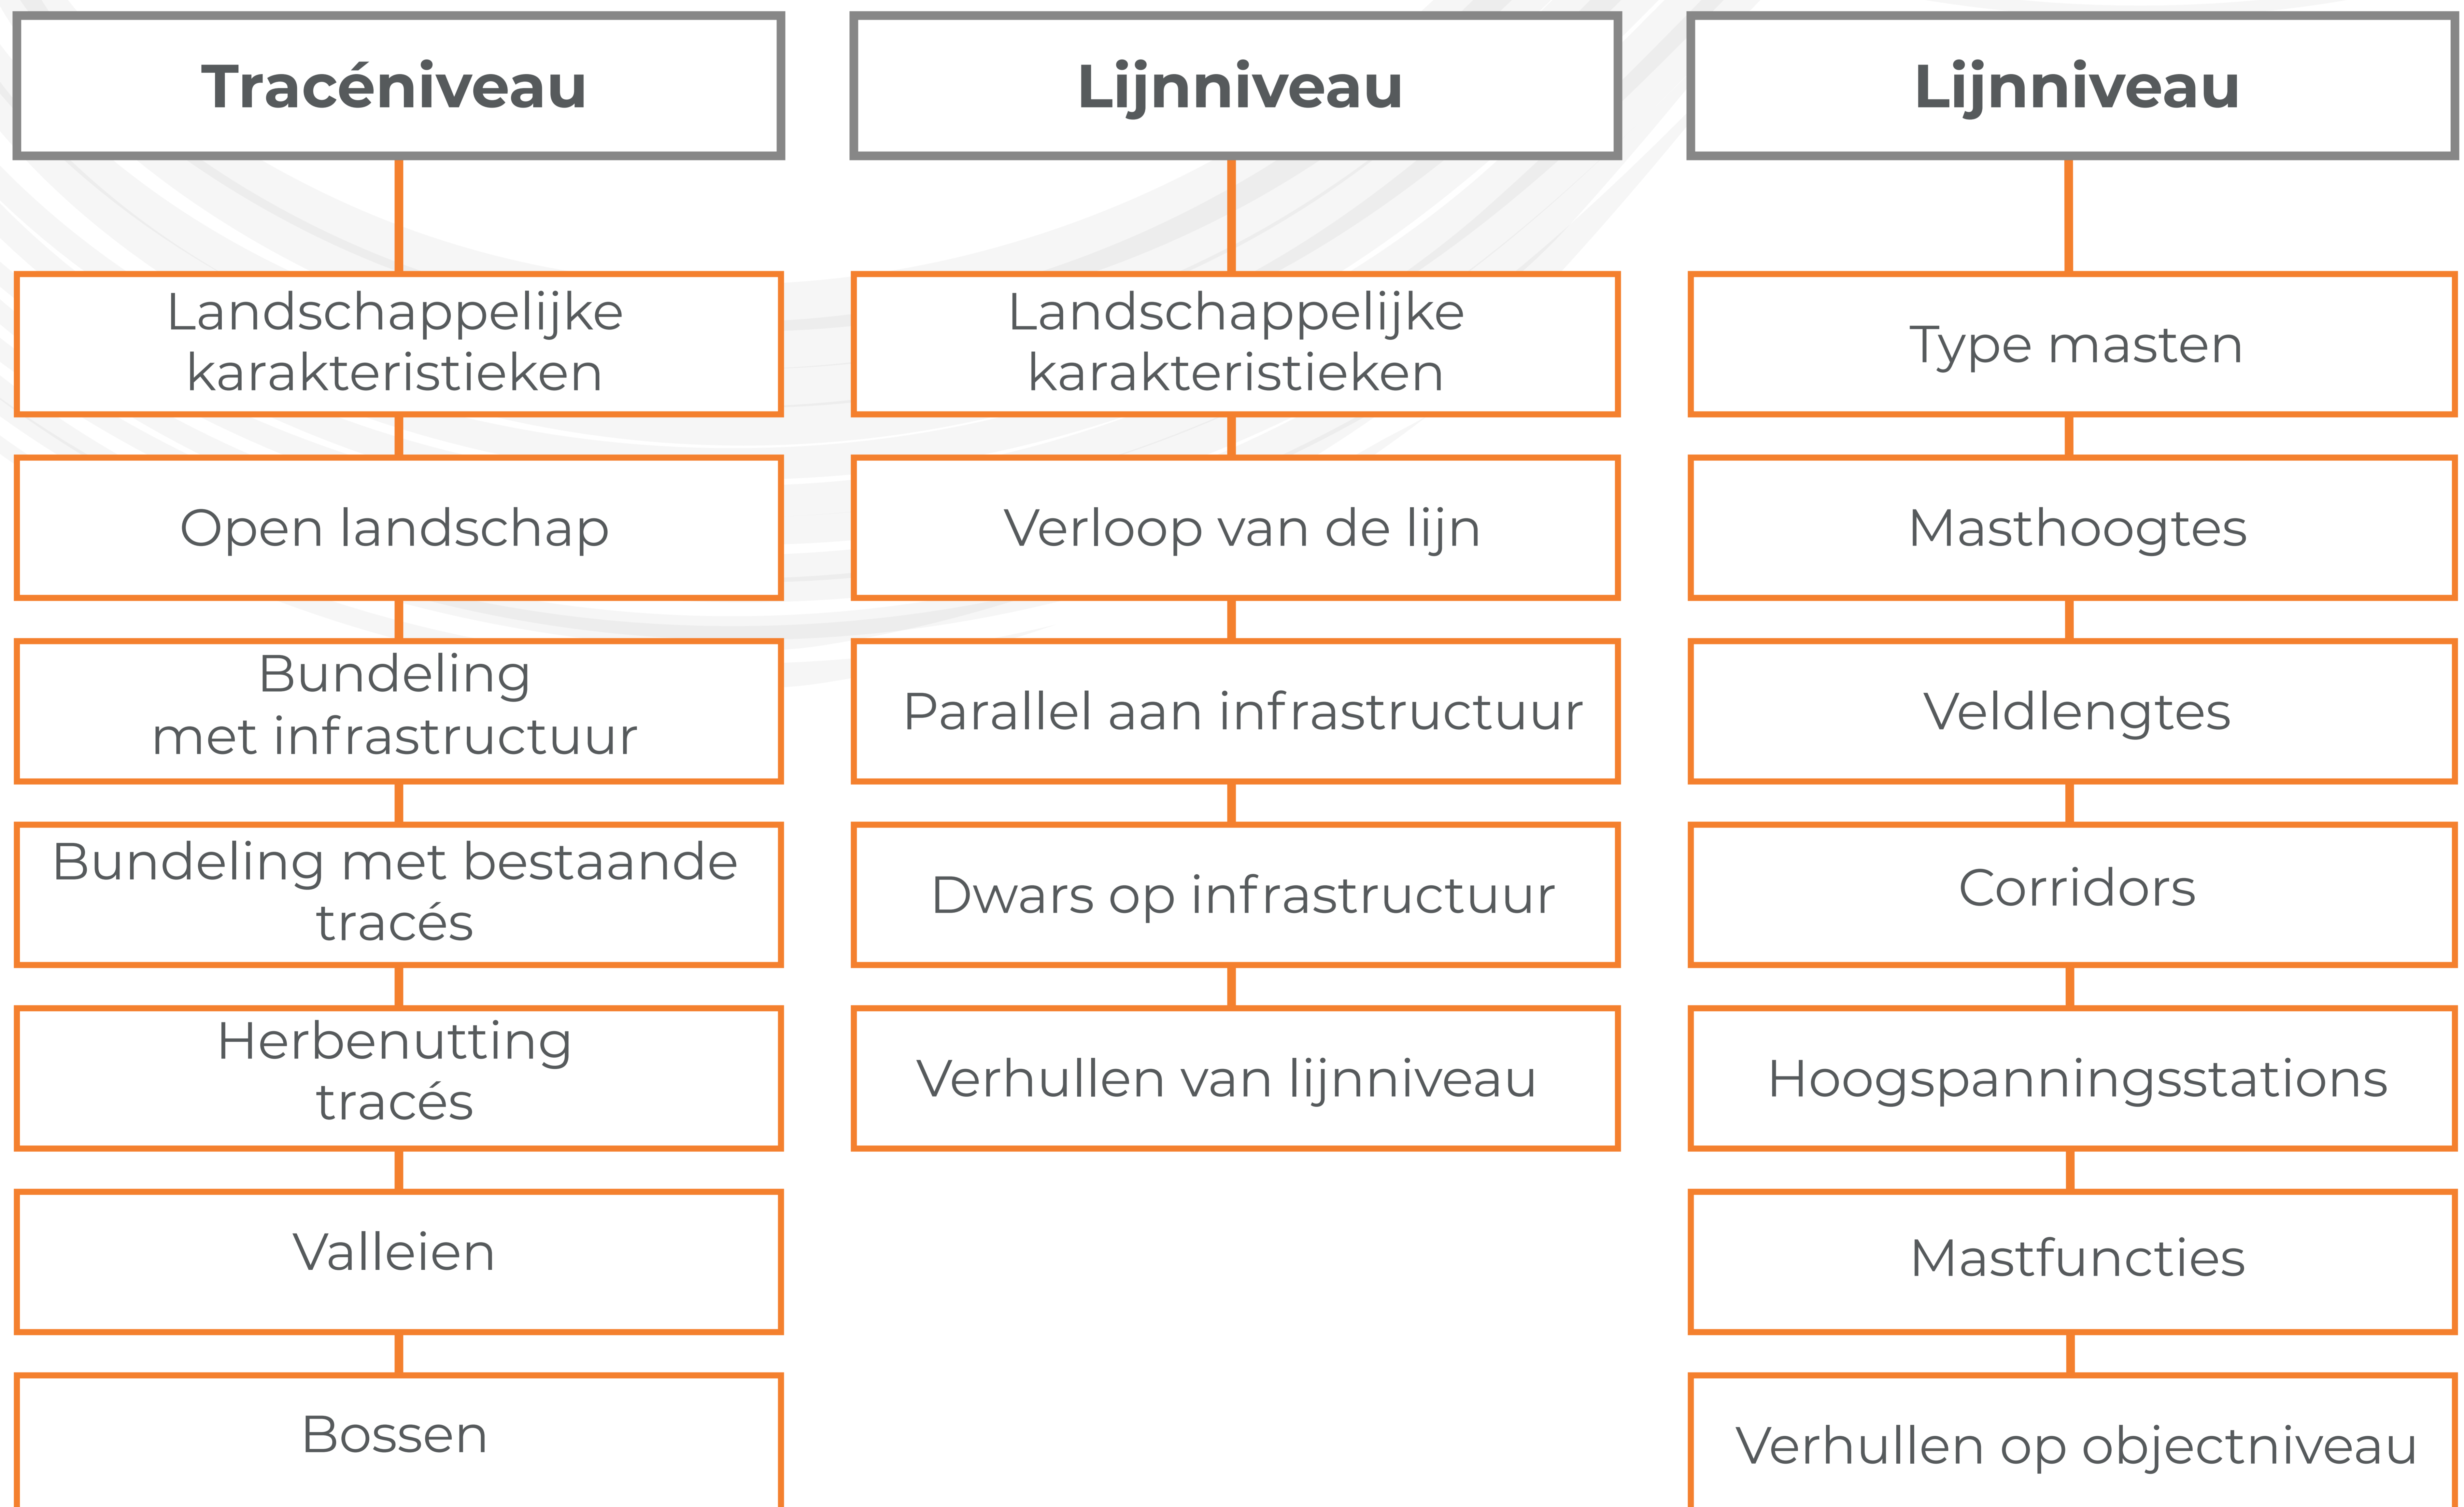 Tracéniveau
Landschappelijke
karakteristieken
Open landschap
Bundeling
met infrastructuur
Bundeling met bestaande
tracés
Herbenutting
tracés
Valleien
Bossen
Lijnniveau
Landschappelijke
karakteristieken
Verloop van de lijn
Parallel aan infrastructuur
Dwars op infrastructuur
Verhullen van lijnniveau
Lijnniveau
Type masten
Masthoogtes
Veldlengtes
Corridors
Hoogspanningsstations
Mastfuncties
Verhullen op objectniveau